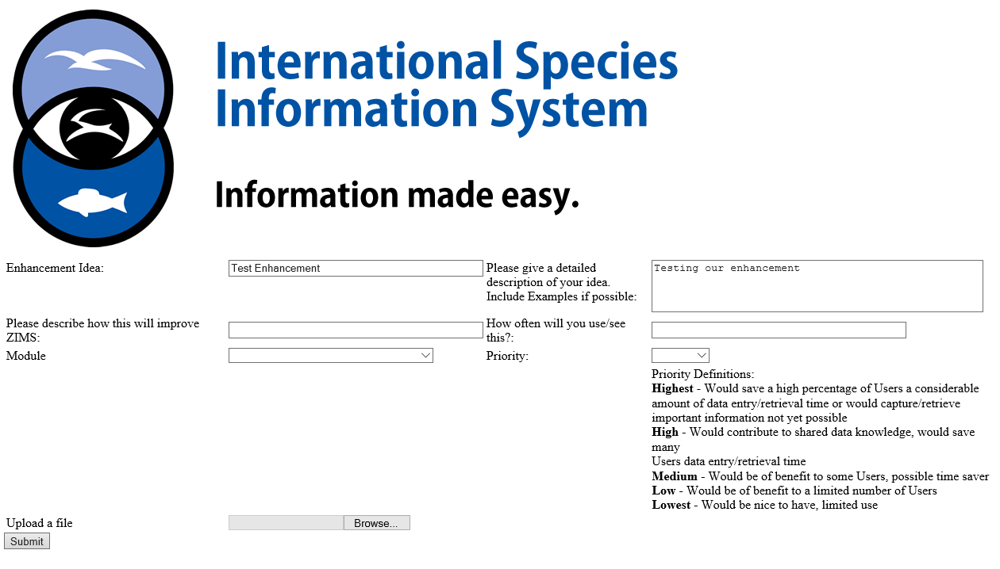 International Species
Information System
Information made easy.
Enhancement Idea:
Test Enhancement
Please give a detailed
description of your idea.
Include Examples if possible:
Testing our enhancement
Please describe how this will improve
ZIMS:
How often will you use/see
this?:
Module
Priority:
Priority Definitions:
Highest - Would save a high percentage of Users a considerable
amount of data entry/retrieval time or would capture/retrieve
important information not yet possible
High - Would contribute to shared data knowledge, would save
many
Users data entry/retrieval time
Medium - Would be of benefit to some Users, possible time saver
Low - Would be of benefit to a limited number of Users
Lowest - Would be nice to have, limited use
Upload a file
Browse...
Submit